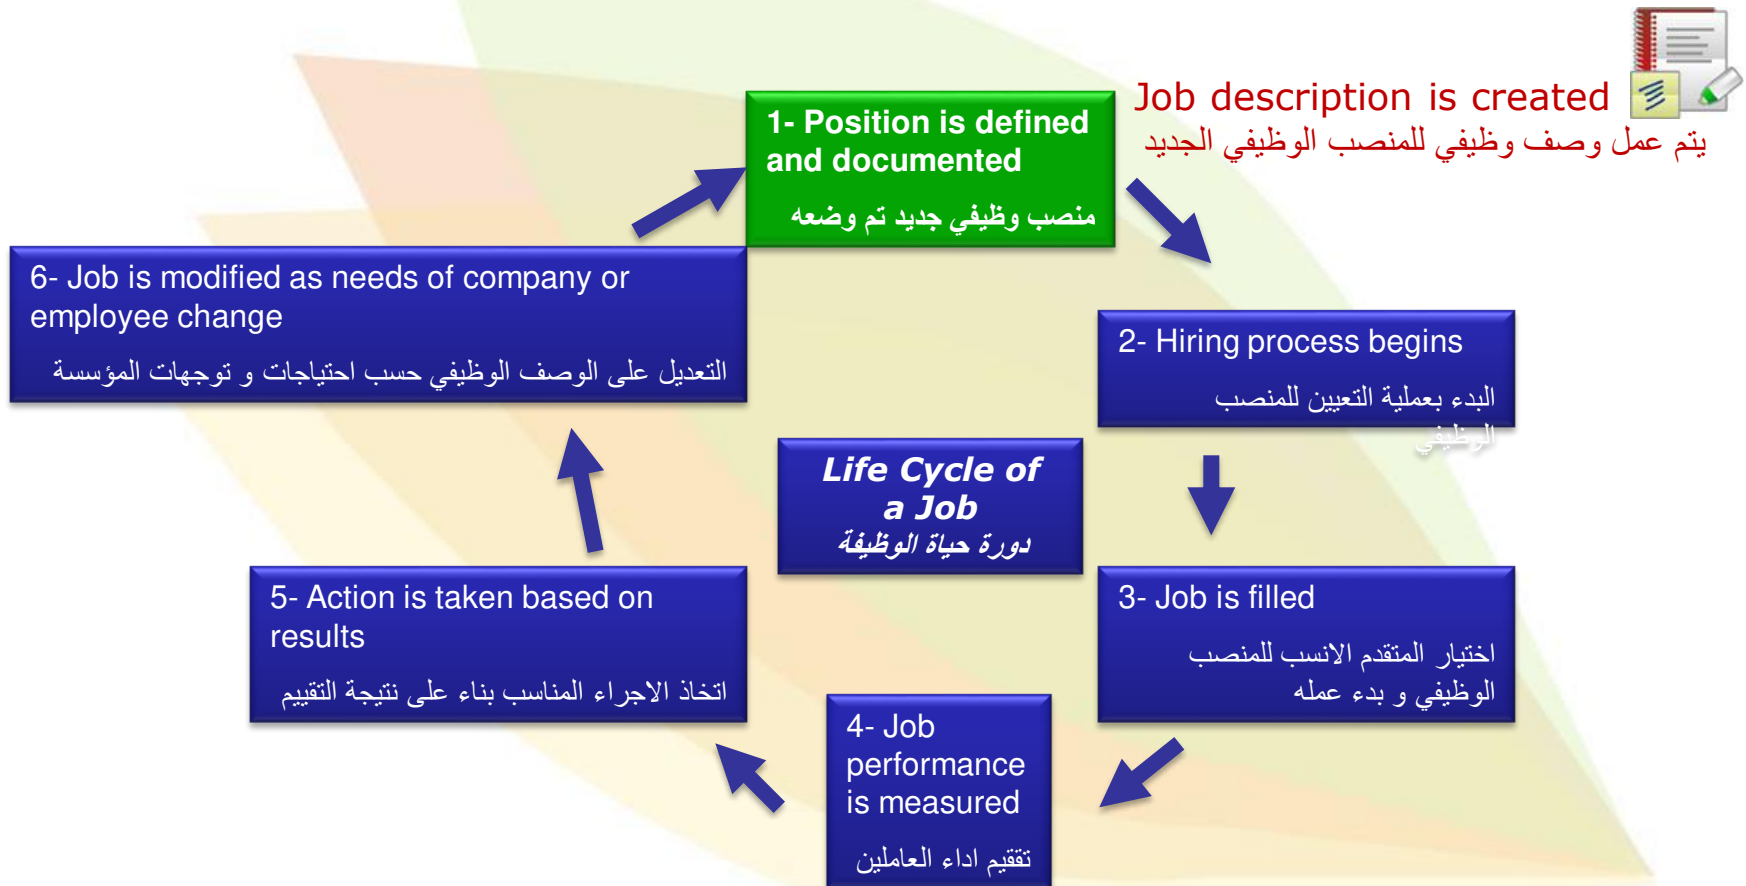 Job description is created
يتم عمل وصف وظيفي للمنصب الوظيفي الجديد
1- Position is defined
and documented
منصب وظيفي جديد تم وضعه
2- Hiring process begins
البدء بعملية التعيين للمنصب
الوظيفي
3- Job is filled
اختيار المتقدم الانسب للمنصب
الوظيفي و بدء عمله
4- Job
performance
is measured
تققيم اداء العاملين
5- Action is taken based on
results
اتخاذ الاجراء المناسب بناء على نتيجة التقييم
6- Job is modified as needs of company or
employee change
التعديل على الوصف الوظيفي حسب احتياجات و توجهات المؤسسة
Life Cycle of
a Job
دورة حياة الوظيفة